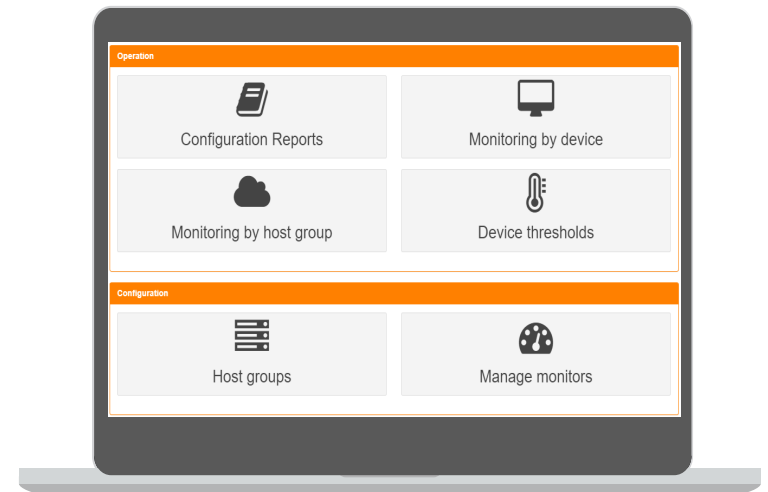 Operation
Configuration Reports
Monitoring by device
Monitoring by host group
Device thresholds
Configuration
Host groups
Manage monitors